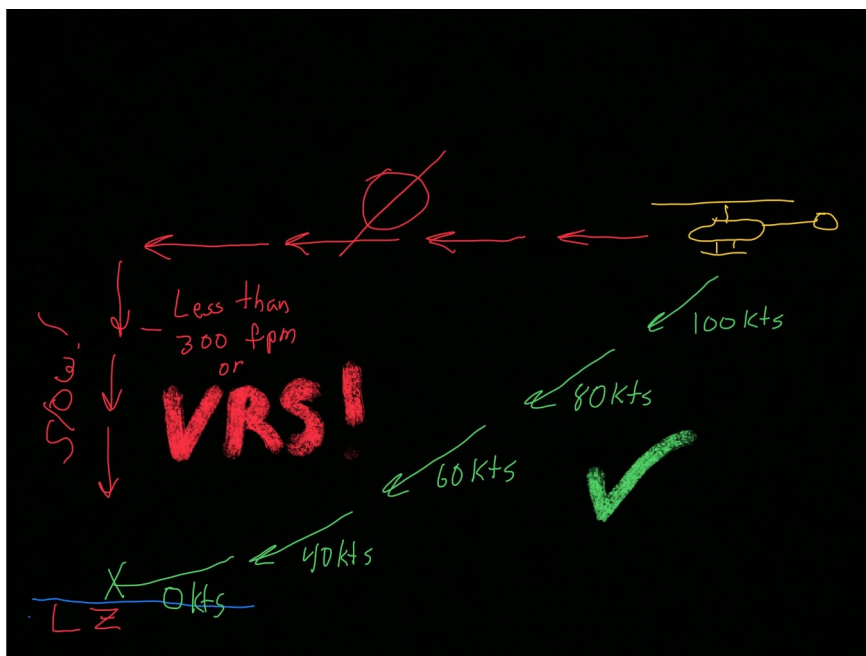 Less than
300 fpm
or
VRS!
Slow!
100kts
80kts
60kts
40kts
0kts
X
LZ